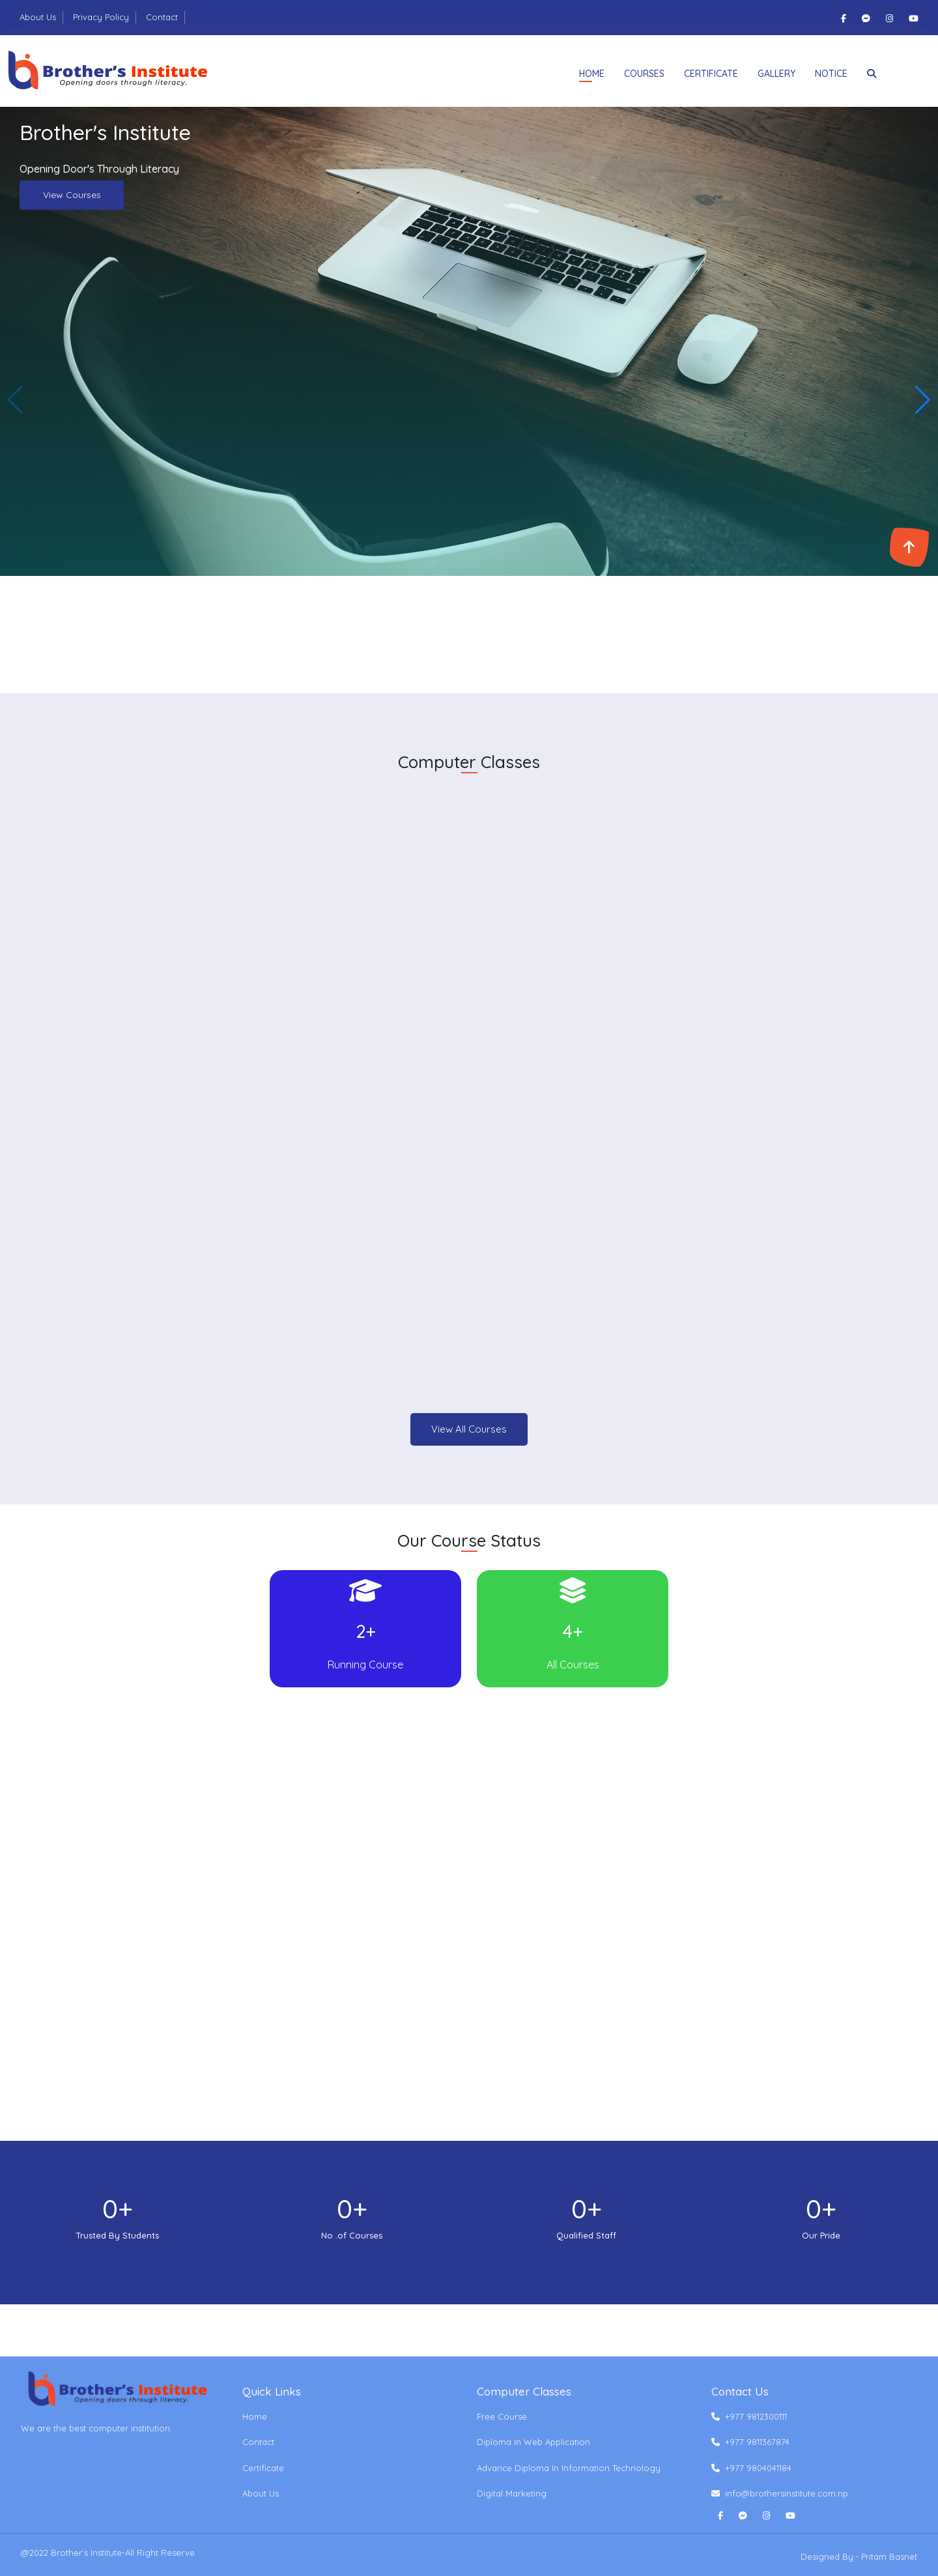 About Us
Privacy Policy
Contact
Brother's Institute
Opening doors through literacy.
HOME
COURSES
CERTIFICATE
GALLERY
NOTICE
Brother's Institute
Opening Door's Through Literacy
View Courses
Computer Classes
View All Courses
Our Course Status
2+
Running Course
4+
All Courses
0+
Trusted By Students
0+
No .of Courses
0+
Qualified Staff
0+
Our Pride
Brother's Institute
Opening doors through literacy.
We are the best computer institution.
Quick Links
Home
Contact
Certificate
About Us
Computer Classes
Free Course
Diploma In Web Application
Advance Diploma In Information Technology
Digital Marketing
Contact Us
+977 9812300111
+977 9811367874
+977 9804041184
info@brothersinstitute.com.np
@2022 Brother's Institute-All Right Reserve
Designed By:- Pritam Basnet